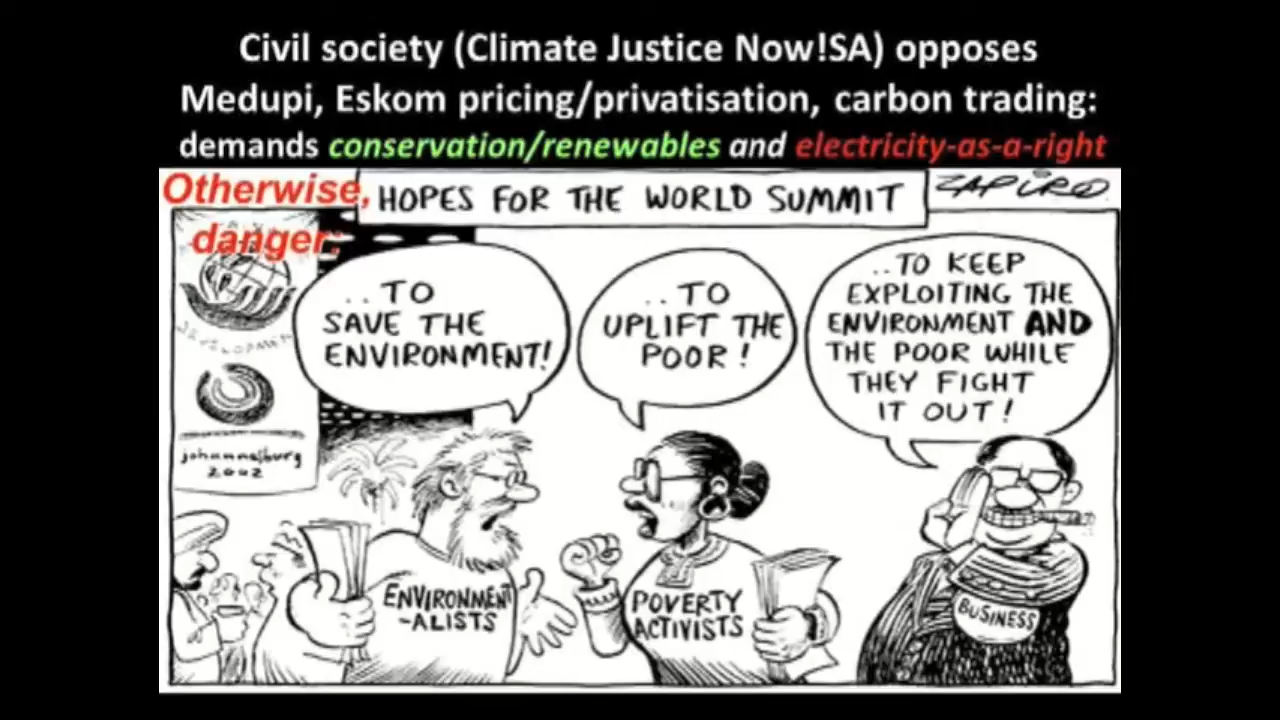 Civil society (Climate Justice Now!SA) opposes
Medupi, Eskom pricing/privatisation, carbon trading:
demands conservation/renewables and electricity-as-a-right
Otherwise,
danger:
HOPES FOR THE WORLD SUMMIT
ZAPIRO
..TO
SAVE THE
ENVIRONMENT!
..TO
UPLIFT THE
POOR!
..TO KEEP
EXPLOITING THE
ENVIRONMENT AND
THE POOR WHILE
THEY FIGHT
IT OUT!
DEVELOPMENT
johannesburg
2002
ENVIRONMENT
-ALISTS
POVERTY
ACTIVISTS
BUSINESS